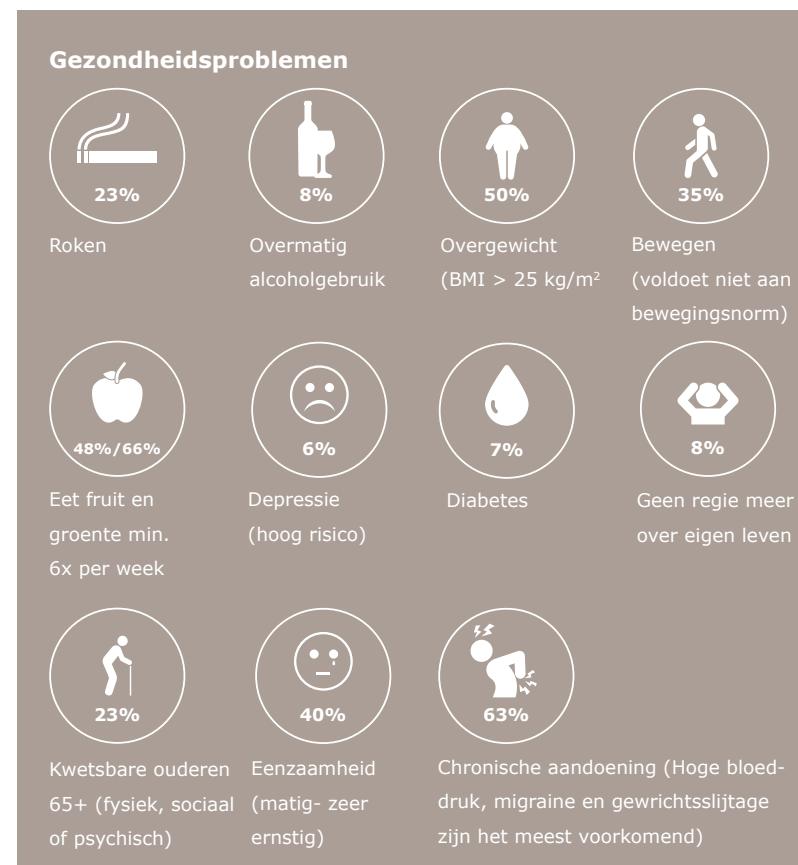 Gezondheidsproblemen
23%
Roken
8%
Overmatig
alcoholgebruik
50%
Overgewicht
(BMI > 25 kg/m²
35%
Bewegen
(voldoet niet aan
bewegingsnorm)
48%/66%
Eet fruit en
groente min.
6x per week
6%
Depressie
(hoog risico)
7%
Diabetes
8%
Geen regie meer
over eigen leven
23%
Kwetsbare ouderen
65+ (fysiek, sociaal
of psychisch)
40%
Eenzaamheid
(matig- zeer
ernstig)
63%
Chronische aandoening (Hoge bloed-
druk, migraine en gewrichtsslijtage
zijn het meest voorkomend)